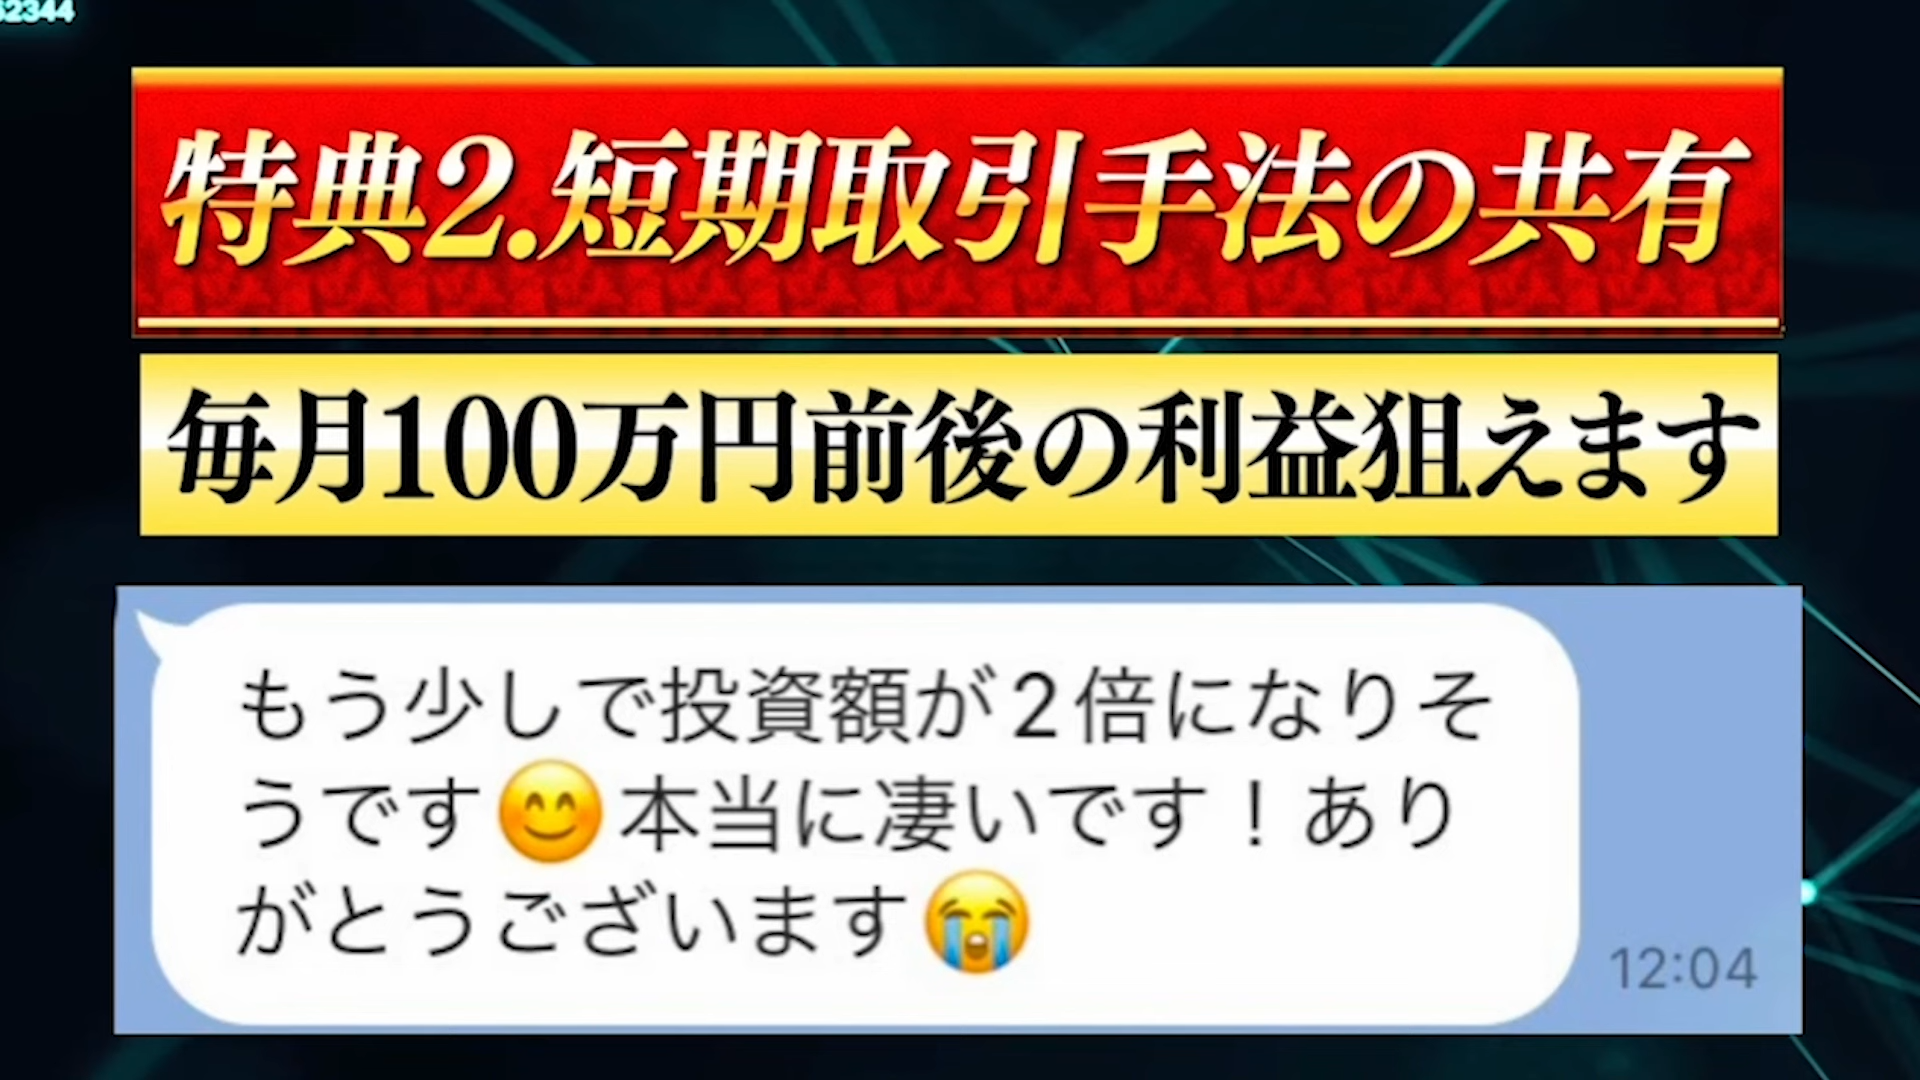 62344
特典2.短期取引手法の共有
毎月100万円前後の利益狙えます
もう少しで投資額が2倍になりそ
うです😊本当に凄いです！あり
がとうございます😭
12:04